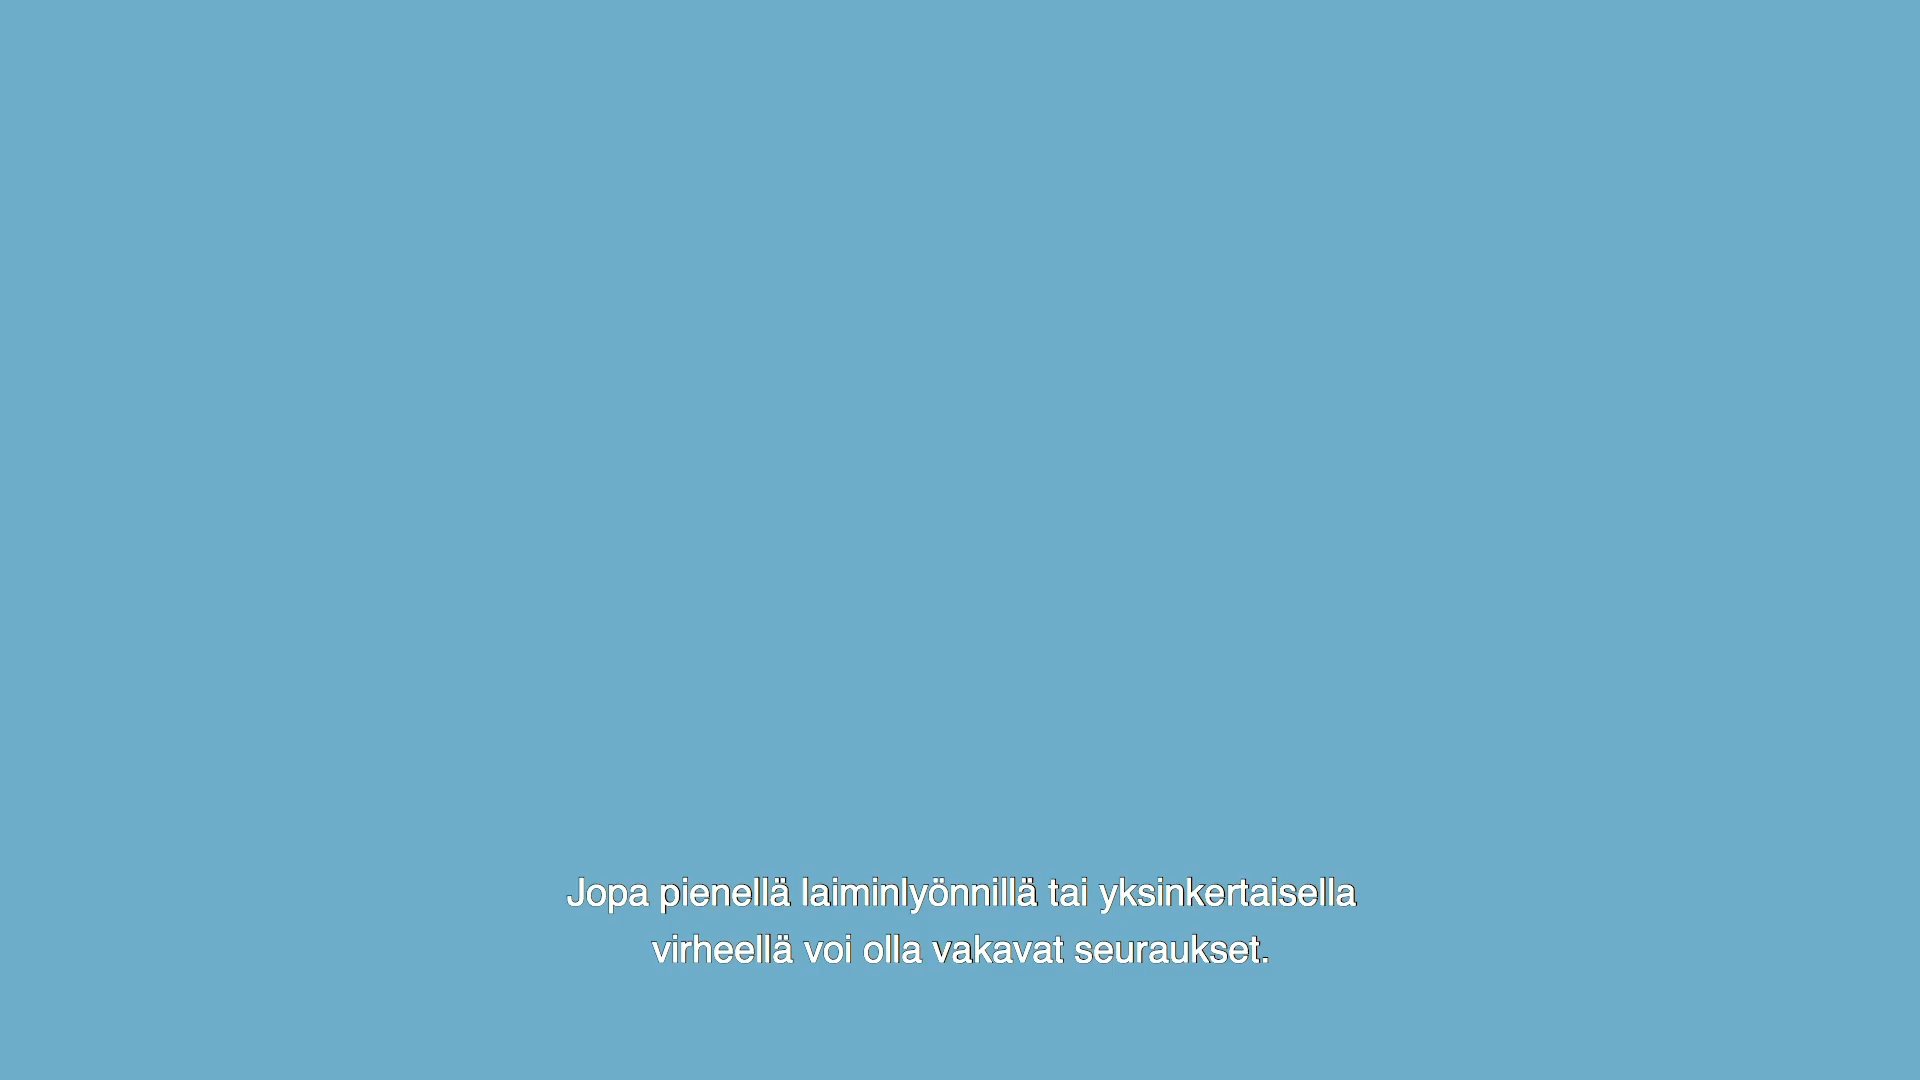 Jopa pienellä laiminlyönnillä tai yksinkertaisella
virheellä voi olla vakavat seuraukset.